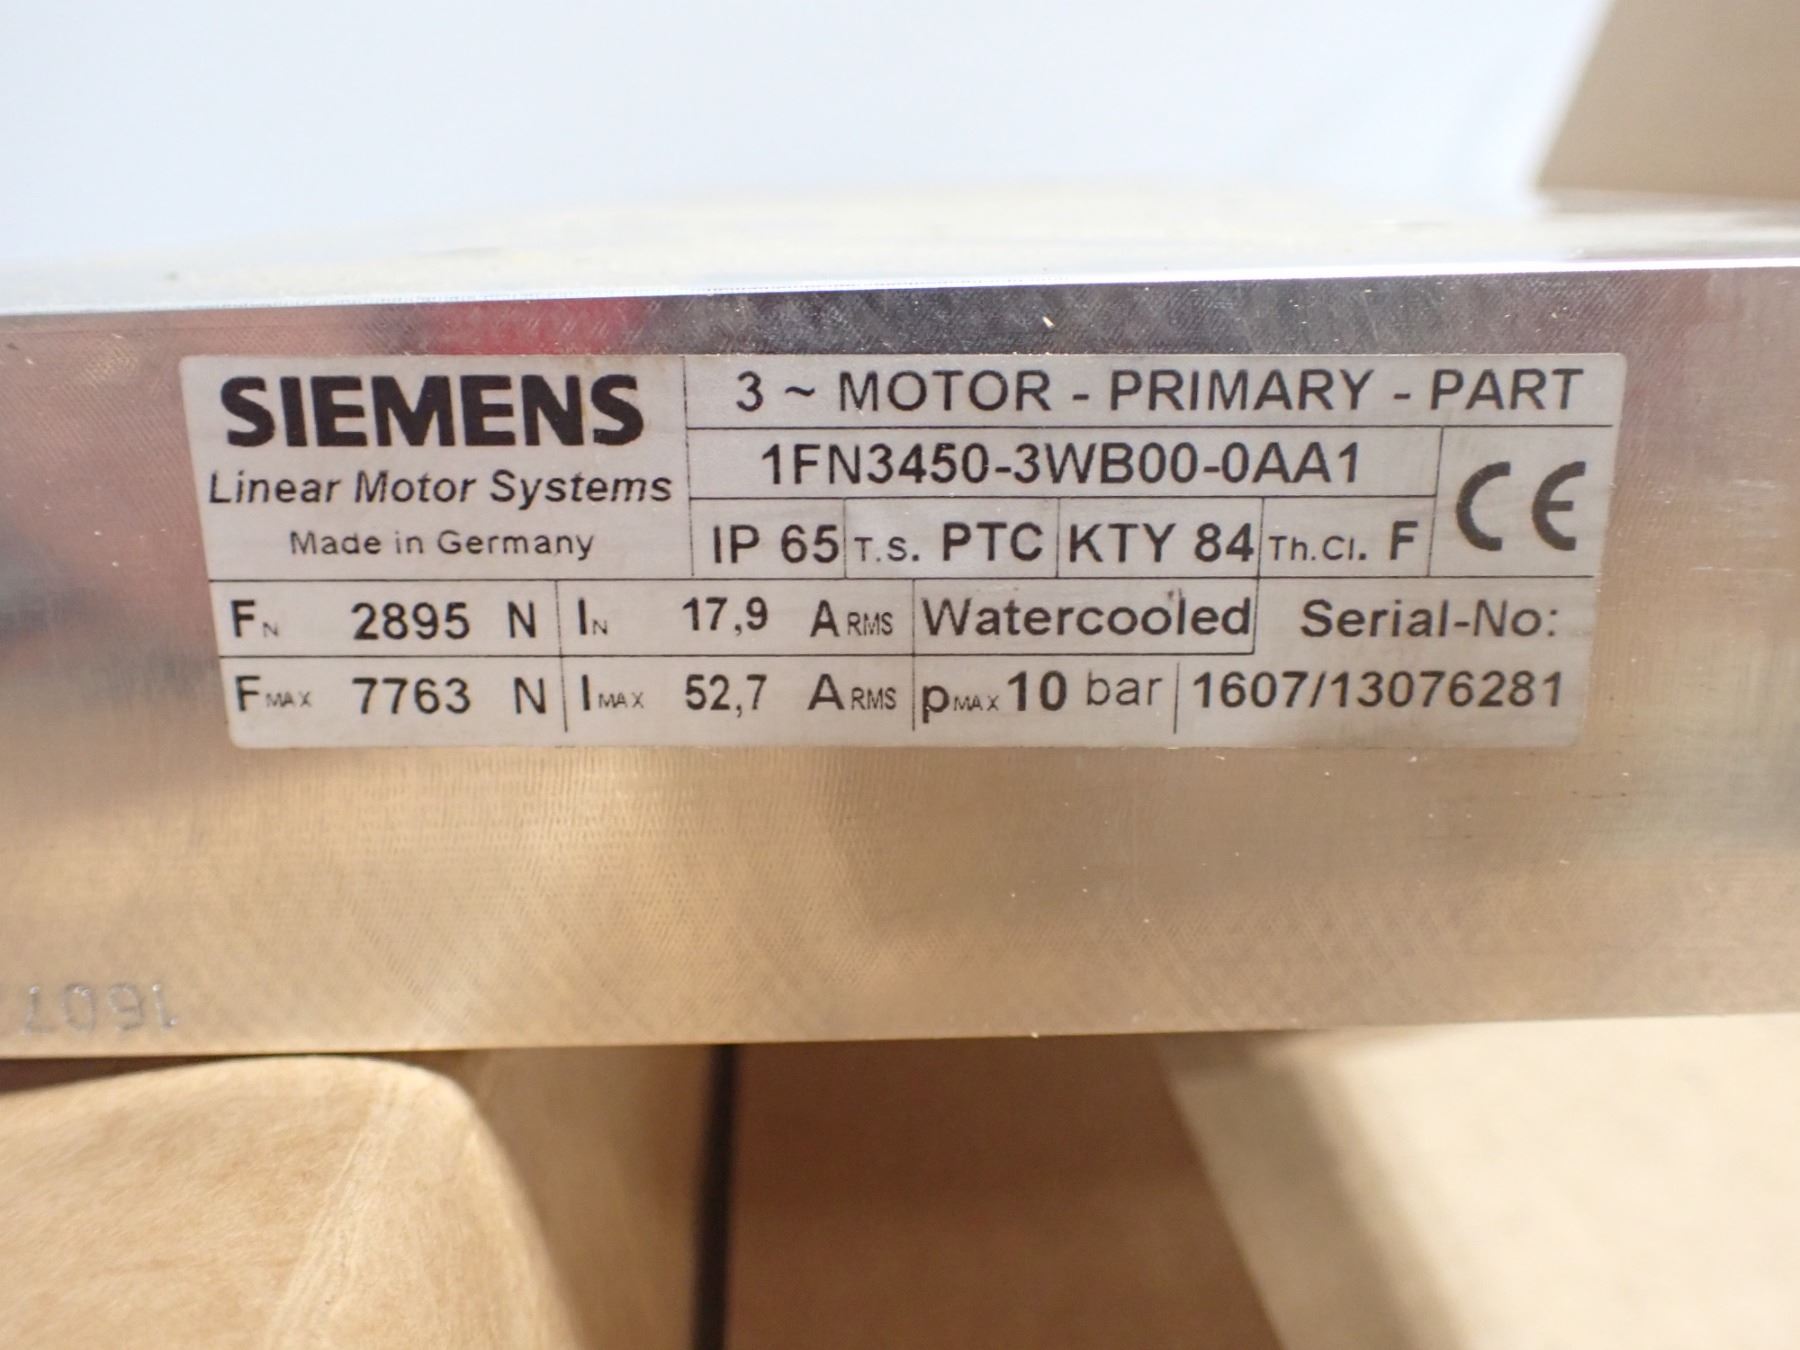 SIEMENS
Linear Motor Systems
Made in Germany
3 ~ MOTOR - PRIMARY - PART
1FN3450-3WB00-0AA1
CE
IP 65 T.S. PTC KTY 84 Th.Cl. F
FN 2895 N IN 17,9 ARMS Watercooled Serial-No:
FMAX 7763 N IMAX 52,7 ARMS pMAX 10 bar 1607/13076281
1607